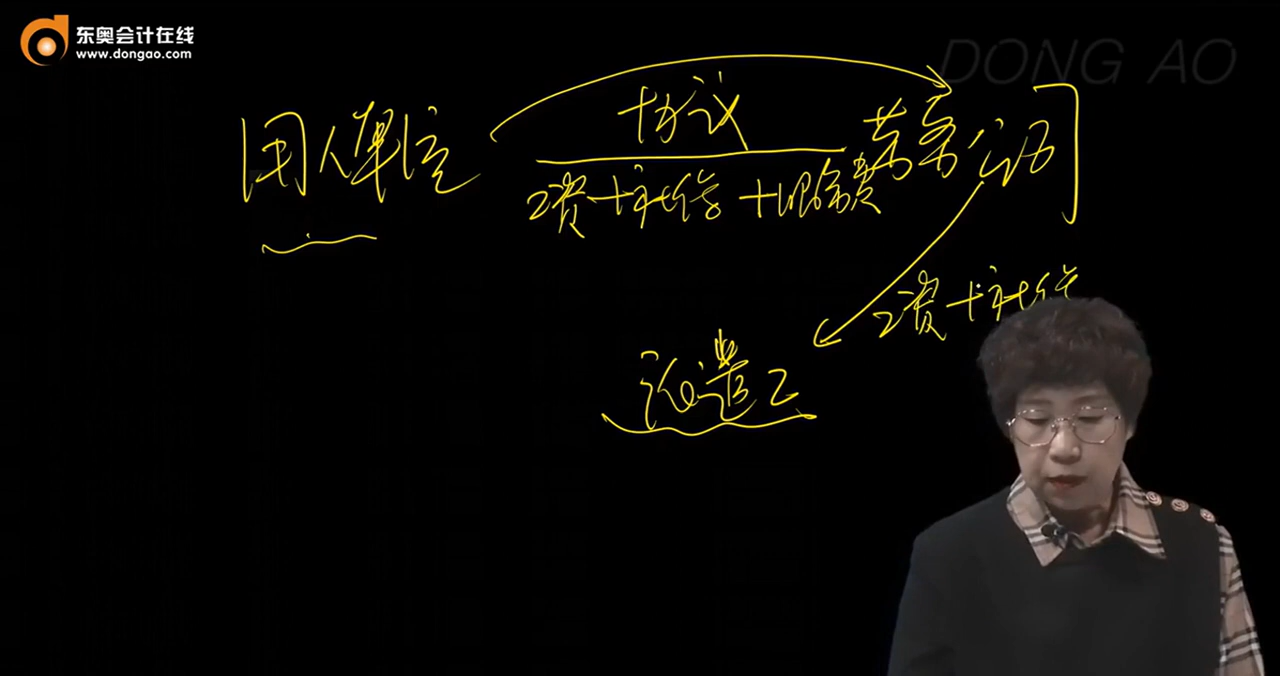 东奥会计在线
www.dongao.com
DONG AO
协议
用人单位
劳务公司
工资+社保+服务费
工资+社保
派遣工